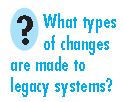 ? What types
of changes
are made to
legacy systems?